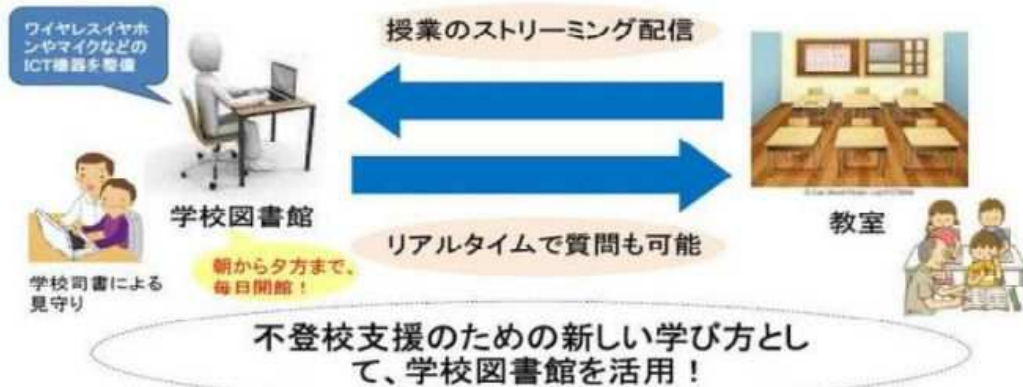 ワイヤレスイヤホ
ンやマイクなどの
ICT機器を整備
授業のストリーミング配信
学校図書館
教室
リアルタイムで質問も可能
朝から夕方まで、
毎日開館！
学校司書による
見守り
不登校支援のための新しい学び方とし
て、学校図書館を活用！